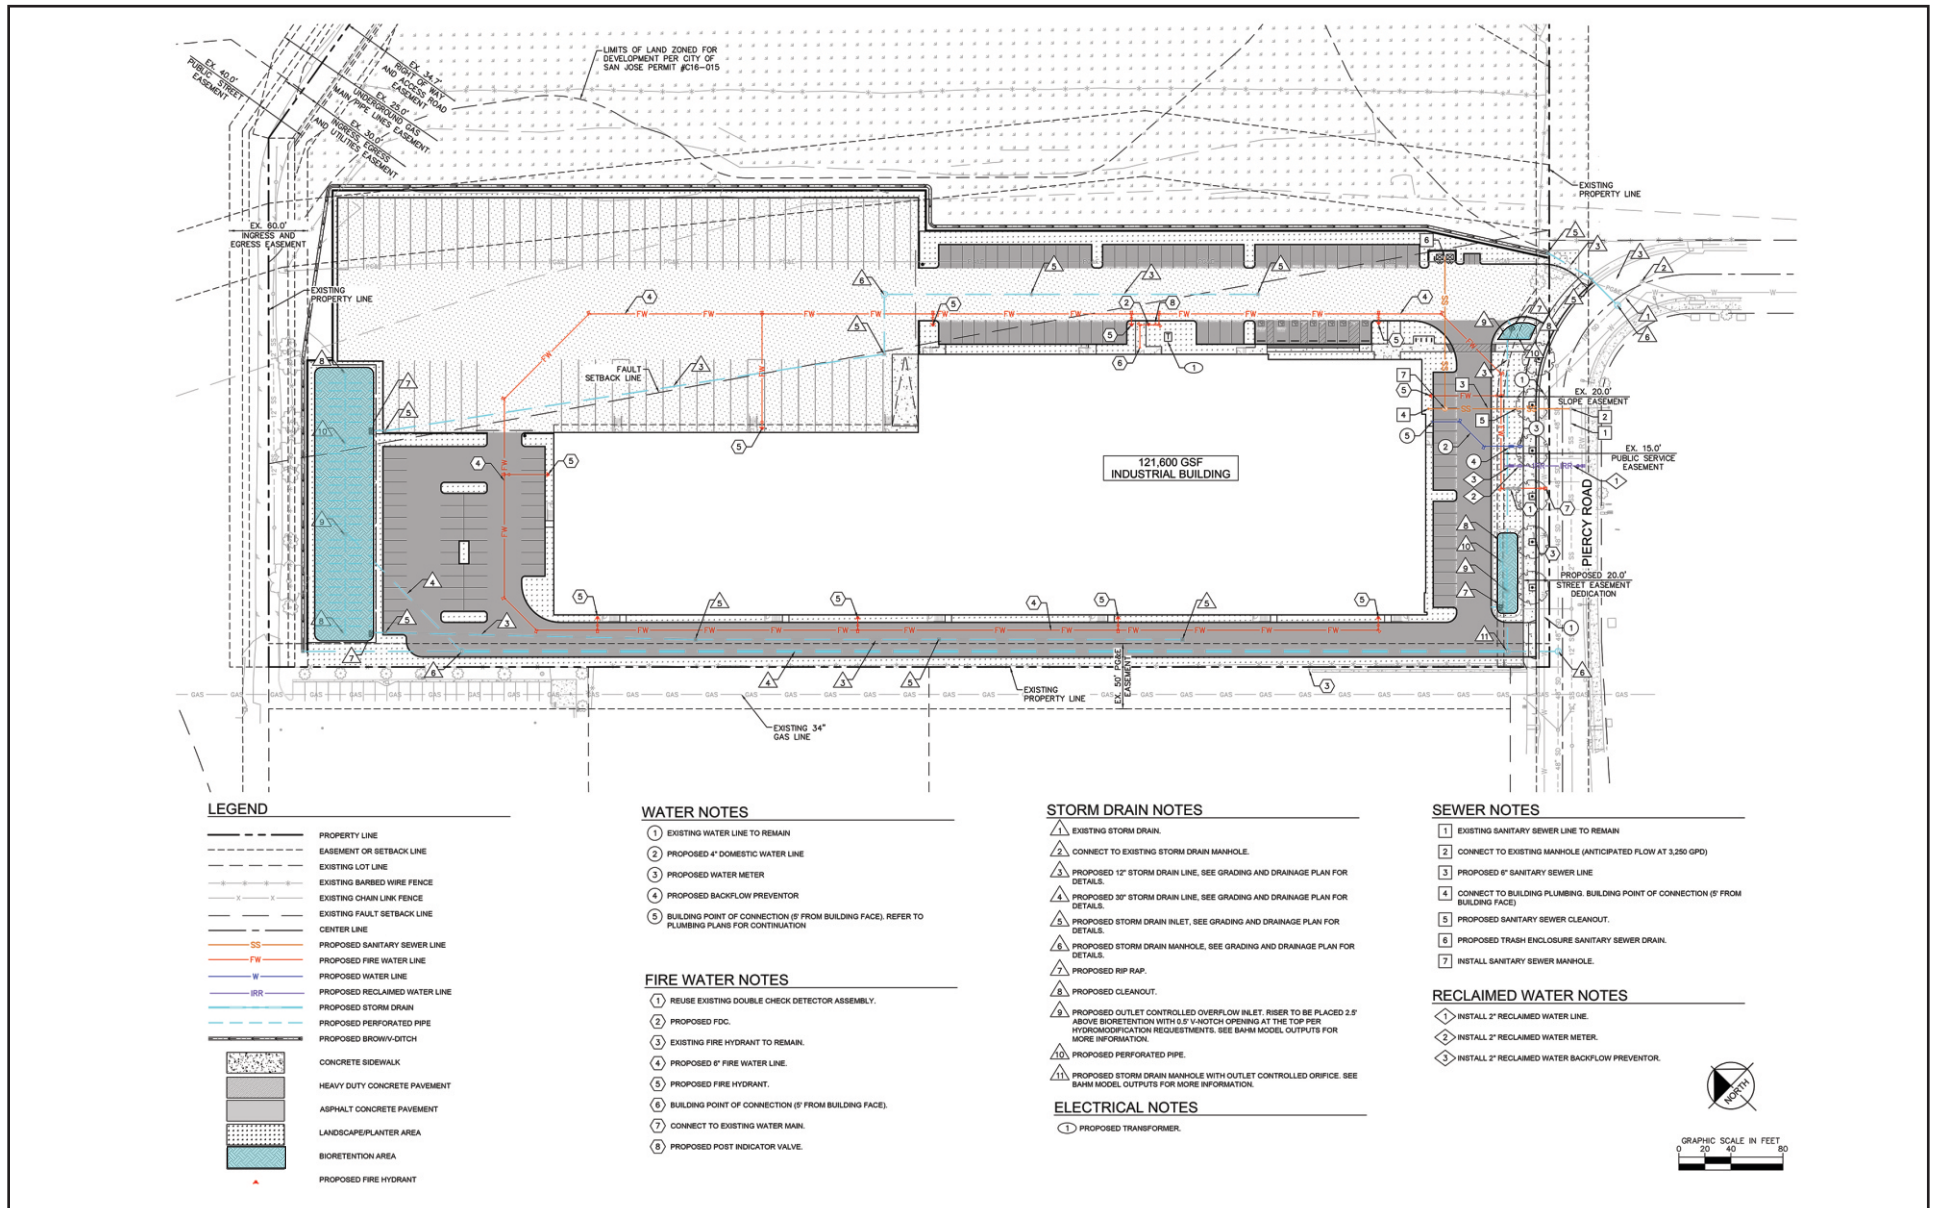 LIMITS OF LAND ZONED FOR
DEVELOPMENT PER CITY OF
SAN JOSE PERMIT #C16-015
EX. 40.0'
PUBLIC STREET
EASEMENT
EX. 34.7'
RIGHT OF WAY
AND ACCESS ROAD
EASEMENT
EX. 25.0'
UNDERGROUND GAS
MAIN/PIPE LINES EASEMENT
EX. 30.0'
INGRESS, EGRESS
AND UTILITIES EASEMENT
EXISTING
PROPERTY LINE
EX. 60.0'
INGRESS AND
EGRESS EASEMENT
EXISTING
PROPERTY LINE
FAULT
SETBACK LINE
121,600 GSF
INDUSTRIAL BUILDING
EX. 20.0'
SLOPE EASEMENT
EX. 15.0'
PUBLIC SERVICE
EASEMENT
PIERCY ROAD
PROPOSED 20.0'
STREET EASEMENT
DEDICATION
EX. 50' PG&E
EASEMENT
EXISTING
PROPERTY LINE
EXISTING 34"
GAS LINE
LEGEND
PROPERTY LINE
EASEMENT OR SETBACK LINE
EXISTING LOT LINE
EXISTING BARBED WIRE FENCE
EXISTING CHAIN LINK FENCE
EXISTING FAULT SETBACK LINE
CENTER LINE
SS PROPOSED SANITARY SEWER LINE
FW PROPOSED FIRE WATER LINE
W PROPOSED WATER LINE
IRR PROPOSED RECLAIMED WATER LINE
PROPOSED STORM DRAIN
PROPOSED PERFORATED PIPE
PROPOSED BROW/V-DITCH
CONCRETE SIDEWALK
HEAVY DUTY CONCRETE PAVEMENT
ASPHALT CONCRETE PAVEMENT
LANDSCAPE/PLANTER AREA
BIORETENTION AREA
PROPOSED FIRE HYDRANT
WATER NOTES
1 EXISTING WATER LINE TO REMAIN
2 PROPOSED 4" DOMESTIC WATER LINE
3 PROPOSED WATER METER
4 PROPOSED BACKFLOW PREVENTOR
5 BUILDING POINT OF CONNECTION (5' FROM BUILDING FACE). REFER TO
PLUMBING PLANS FOR CONTINUATION
FIRE WATER NOTES
1 REUSE EXISTING DOUBLE CHECK DETECTOR ASSEMBLY.
2 PROPOSED FDC.
3 EXISTING FIRE HYDRANT TO REMAIN.
4 PROPOSED 6" FIRE WATER LINE.
5 PROPOSED FIRE HYDRANT.
6 BUILDING POINT OF CONNECTION (5' FROM BUILDING FACE).
7 CONNECT TO EXISTING WATER MAIN.
8 PROPOSED POST INDICATOR VALVE.
STORM DRAIN NOTES
1 EXISTING STORM DRAIN.
2 CONNECT TO EXISTING STORM DRAIN MANHOLE.
3 PROPOSED 12" STORM DRAIN LINE, SEE GRADING AND DRAINAGE PLAN FOR
DETAILS.
4 PROPOSED 30" STORM DRAIN LINE, SEE GRADING AND DRAINAGE PLAN FOR
DETAILS.
5 PROPOSED STORM DRAIN INLET, SEE GRADING AND DRAINAGE PLAN FOR
DETAILS.
6 PROPOSED STORM DRAIN MANHOLE, SEE GRADING AND DRAINAGE PLAN FOR
DETAILS.
7 PROPOSED RIP RAP.
8 PROPOSED CLEANOUT.
9 PROPOSED OUTLET CONTROLLED OVERFLOW INLET. RISER TO BE PLACED 2.5'
ABOVE BIORETENTION WITH 0.5' V-NOTCH OPENING AT THE TOP PER
HYDROMODIFICATION REQUESTMENTS. SEE BAHM MODEL OUTPUTS FOR
MORE INFORMATION.
10 PROPOSED PERFORATED PIPE.
11 PROPOSED STORM DRAIN MANHOLE WITH OUTLET CONTROLLED ORIFICE. SEE
BAHM MODEL OUTPUTS FOR MORE INFORMATION.
ELECTRICAL NOTES
1 PROPOSED TRANSFORMER.
SEWER NOTES
1 EXISTING SANITARY SEWER LINE TO REMAIN
2 CONNECT TO EXISTING MANHOLE (ANTICIPATED FLOW AT 3,250 GPD)
3 PROPOSED 6" SANITARY SEWER LINE
4 CONNECT TO BUILDING PLUMBING. BUILDING POINT OF CONNECTION (5' FROM
BUILDING FACE)
5 PROPOSED SANITARY SEWER CLEANOUT.
6 PROPOSED TRASH ENCLOSURE SANITARY SEWER DRAIN.
7 INSTALL SANITARY SEWER MANHOLE.
RECLAIMED WATER NOTES
1 INSTALL 2" RECLAIMED WATER LINE.
2 INSTALL 2" RECLAIMED WATER METER.
3 INSTALL 2" RECLAIMED WATER BACKFLOW PREVENTOR.
NORTH
GRAPHIC SCALE IN FEET
0 20 40 80